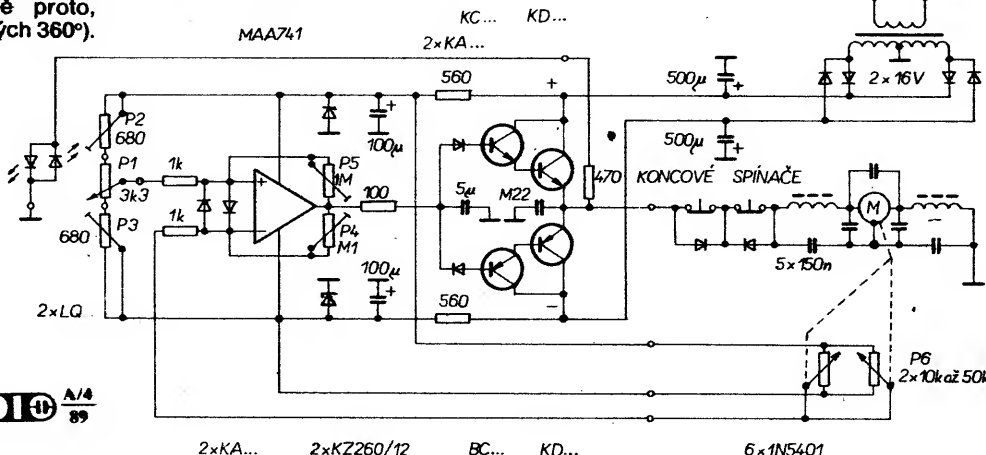 ě proto,
ých 360°).
KC... KD...
MAA741
2×KA...
560
+
500µ
+
2×16V
P2
680
+
100µ
500µ
+
1k
P1
3k3
P5
1M
100
5µ
M22
470
KONCOVÉ SPÍNAČE
M
1k
P3
680
P4
M1
100µ
+
5×150n
2×LQ
560
−
P6
2×10k až 50k
A/4
89
2×KA... 2×KZ260/12 BC... KD... 6×1N5401